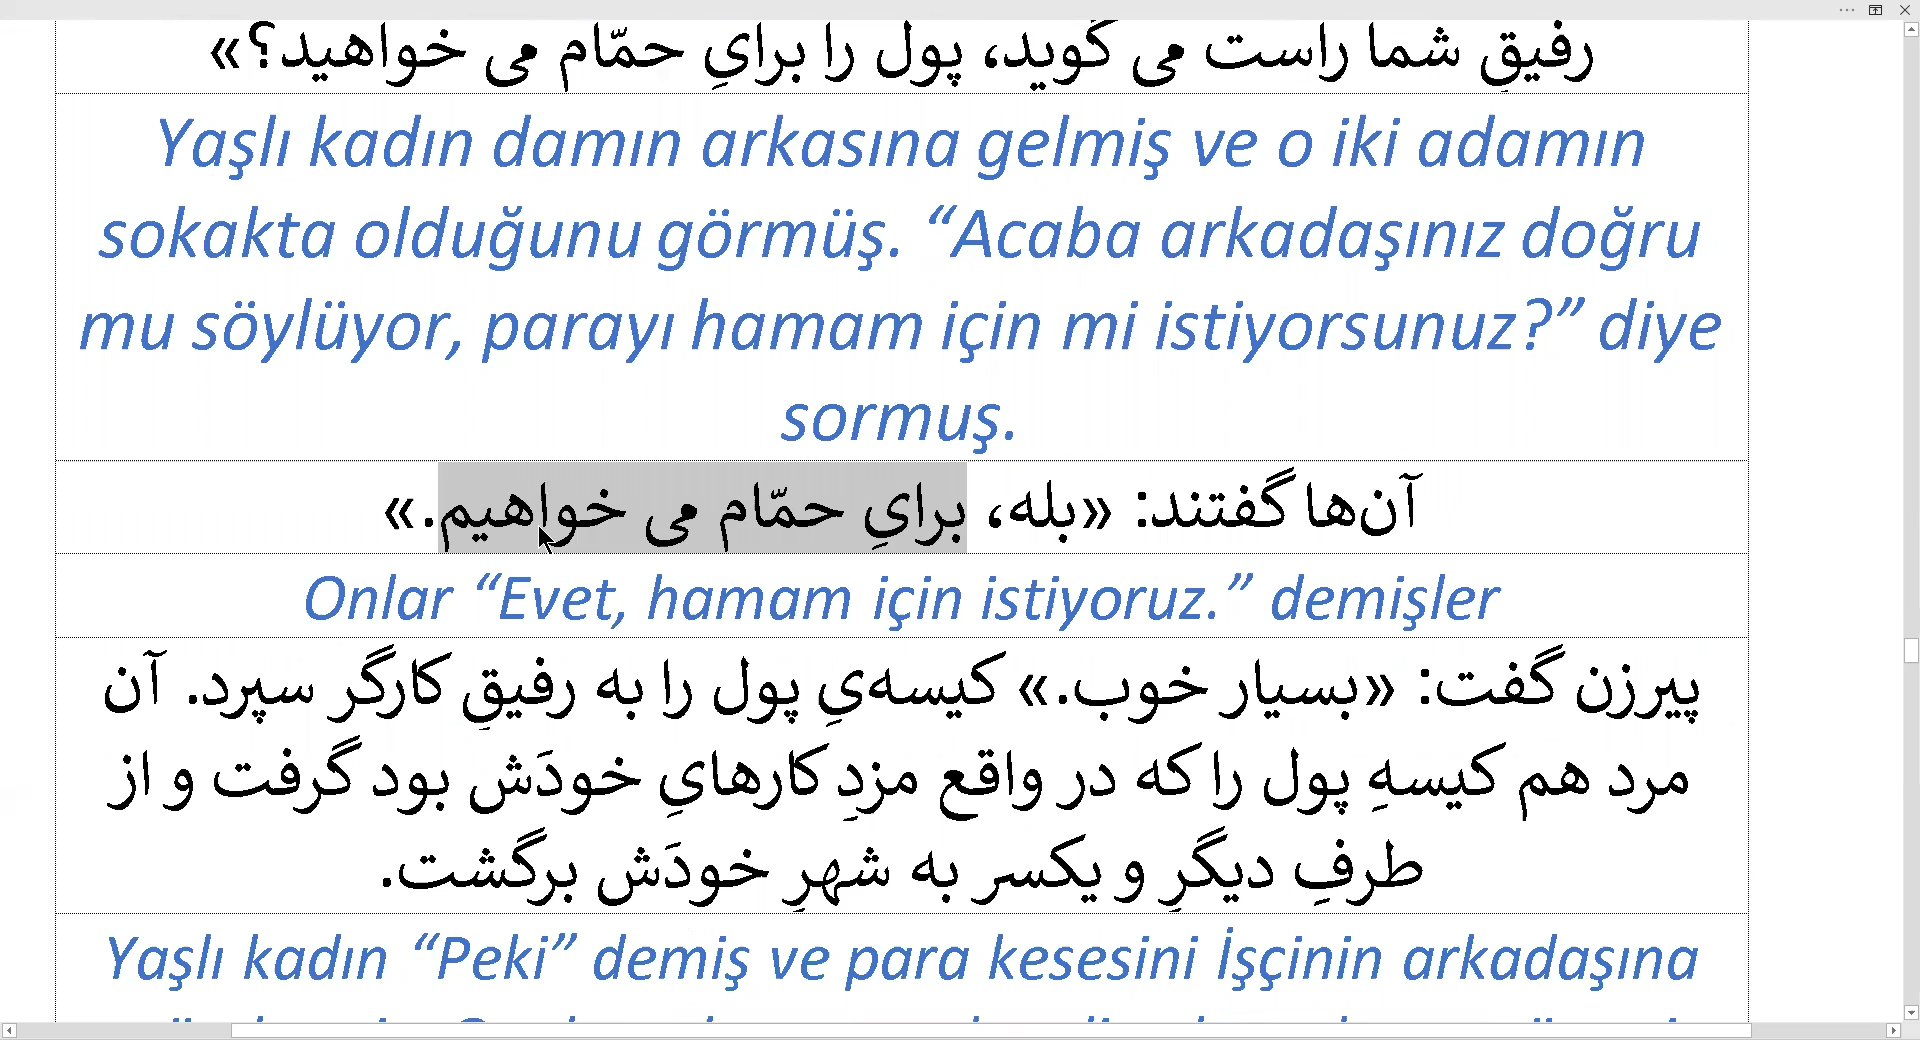 رفیقِ شما راست می گوید، پول را برایِ حمّام می خواهید؟»
Yaşlı kadın damın arkasına gelmiş ve o iki adamın
sokakta olduğunu görmüş. “Acaba arkadaşınız doğru
mu söylüyor, parayı hamam için mi istiyorsunuz?” diye
sormuş.
آن‌ها گفتند: «بله، برایِ حمّام می خواهیم.»
Onlar “Evet, hamam için istiyoruz.” demişler
پیرزن گفت: «بسیار خوب.» کیسه‌یِ پول را به رفیقِ کارگر سپرد. آن
مرد هم کیسهِ پول را که در واقع مزدِ کارهایِ خودَش بود گرفت و از
طرفِ دیگرِ و یکسر به شهرِ خودَش برگشت.
Yaşlı kadın “Peki” demiş ve para kesesini İşçinin arkadaşına